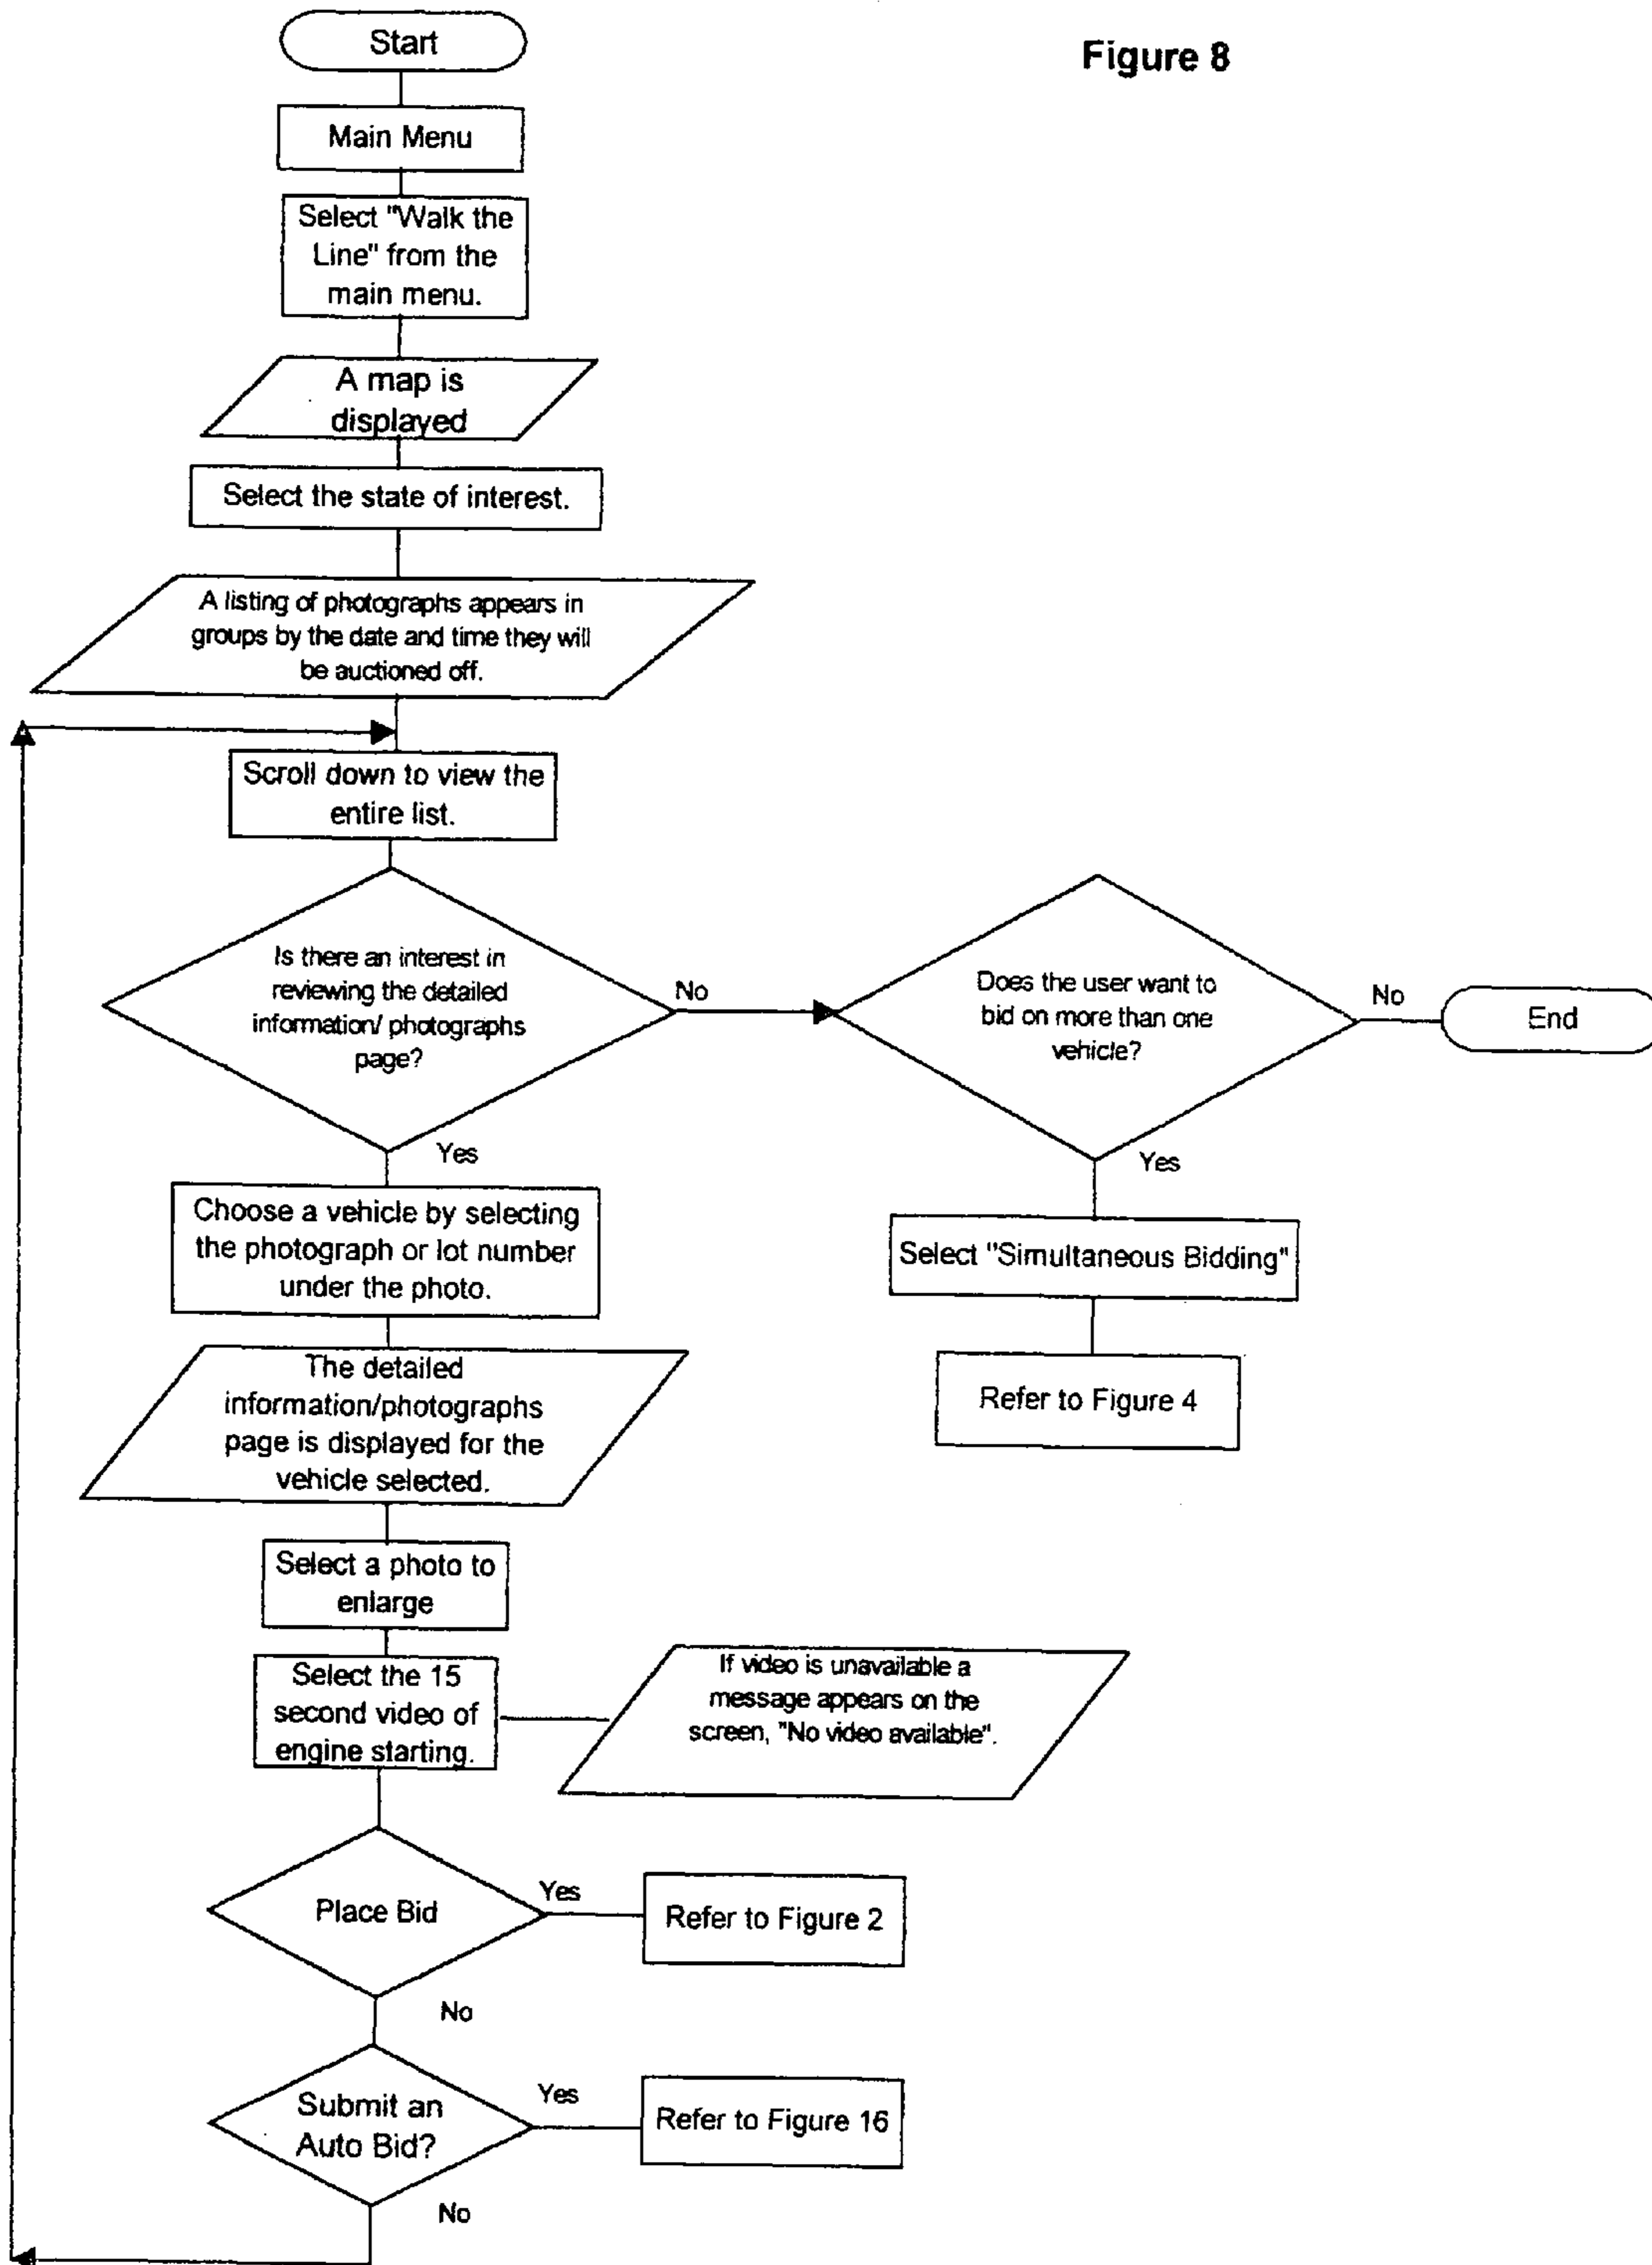 Figure 8
Start
Main Menu
Select "Walk the
Line" from the
main menu.
A map is
displayed
Select the state of interest.
A listing of photographs appears in
groups by the date and time they will
be auctioned off.
Scroll down to view the
entire list.
Is there an interest in
reviewing the detailed
information/ photographs
page?
No
Does the user want to
bid on more than one
vehicle?
No
End
Yes
Yes
Choose a vehicle by selecting
the photograph or lot number
under the photo.
Select "Simultaneous Bidding"
Refer to Figure 4
The detailed
information/photographs
page is displayed for the
vehicle selected.
Select a photo to
enlarge
Select the 15
second video of
engine starting.
If video is unavailable a
message appears on the
screen, "No video available".
Place Bid
Yes
Refer to Figure 2
No
Submit an
Auto Bid?
Yes
Refer to Figure 16
No